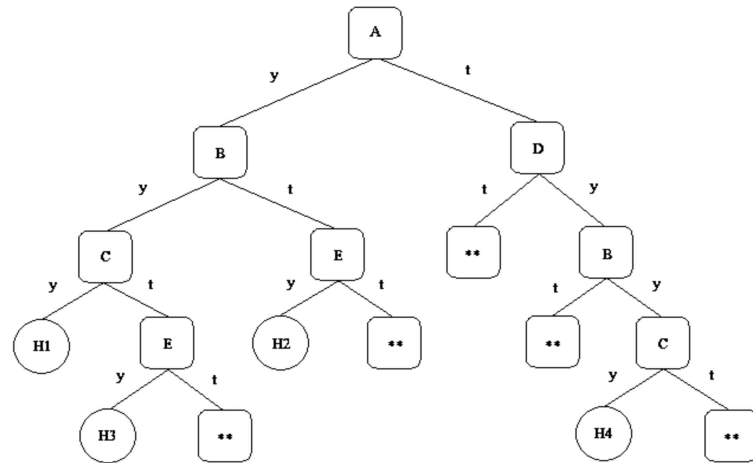 A
y t
B D
y t t y
C E ** B
y t y t t y
H1 E H2 ** ** C
y t y t
H3 ** H4 **